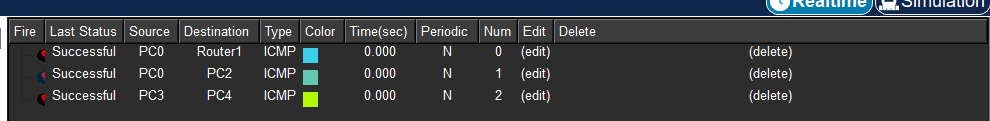 Realtime Simulation
Fire Last Status Source Destination Type Color Time(sec) Periodic Num Edit Delete
Successful PC0 Router1 ICMP 0.000 N 0 (edit) (delete)
Successful PC0 PC2 ICMP 0.000 N 1 (edit) (delete)
Successful PC3 PC4 ICMP 0.000 N 2 (edit) (delete)